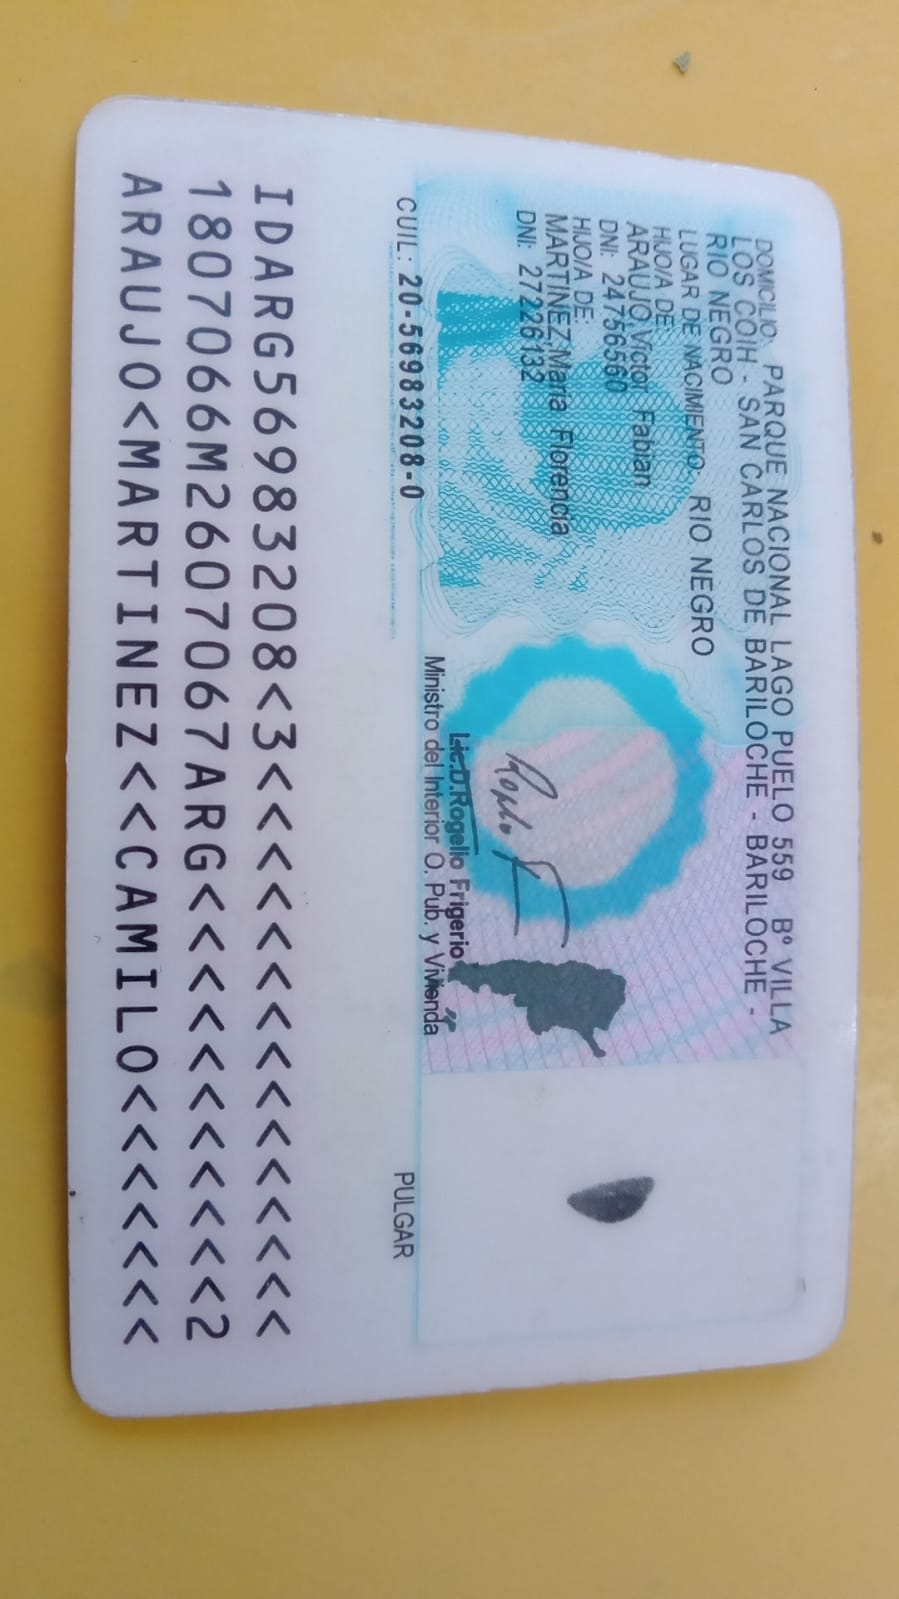 DOMICILIO: PARQUE NACIONAL LAGO PUELO 559 Bº VILLA
LOS COIH - SAN CARLOS DE BARILOCHE - BARILOCHE -
RIO NEGRO
LUGAR DE NACIMIENTO: RIO NEGRO
HIJO/A DE:
ARAUJO,Victor Fabian
DNI: 24756560
HIJO/A DE:
MARTINEZ,Maria Florencia
DNI: 27226132
Lic.D.Rogelio Frigerio
Ministro del Interior O. Pub. y Vivienda
CUIL: 20-56983208-0
PULGAR
IDARG56983208<3<<<<<<<<<<<<<<<
1807066M2607067ARG<<<<<<<<<<<2
ARAUJO<MARTINEZ<<CAMILO<<<<<<<